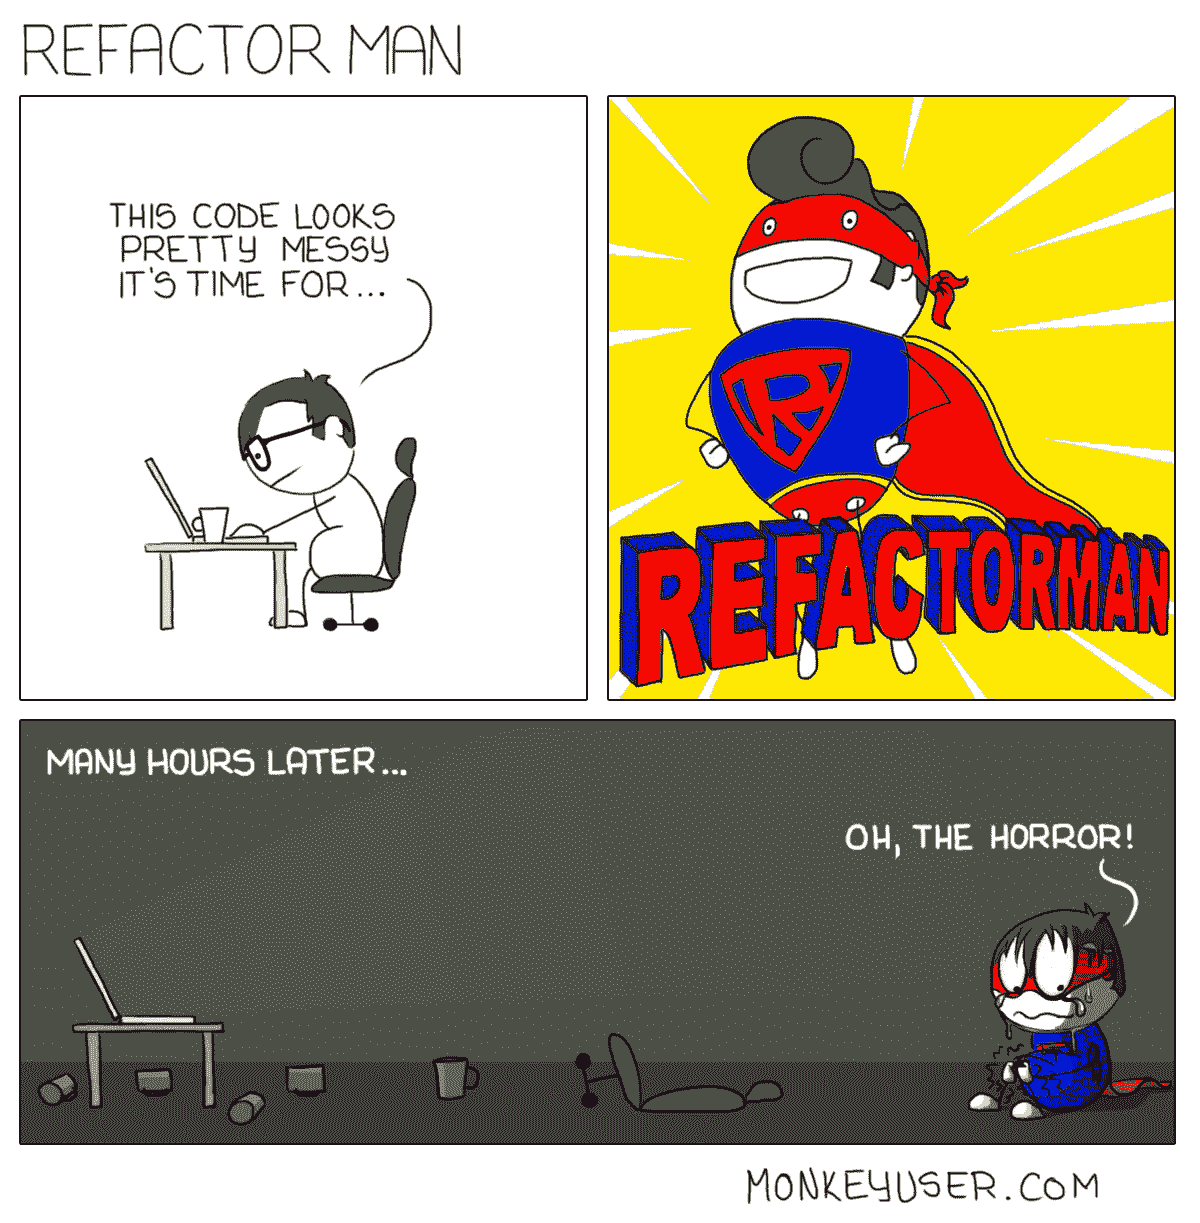 REFACTOR MAN
THIS CODE LOOKS
PRETTY MESSY
IT'S TIME FOR...
R
REFACTORMAN
MANY HOURS LATER...
OH, THE HORROR!
MONKEYUSER.COM